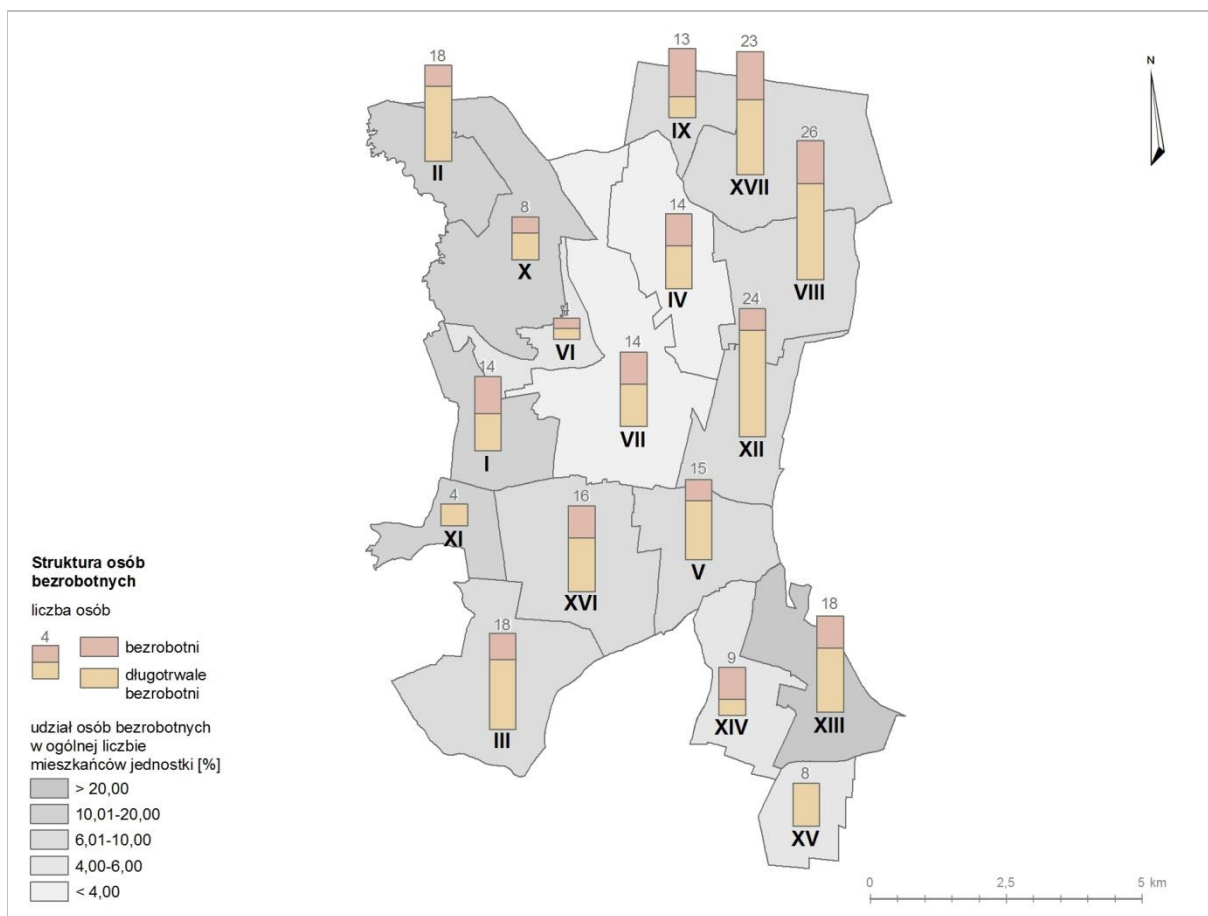 N
18
II
13
IX
23
XVII
26
VIII
8
X
14
IV
4
VI
24
XII
14
I
14
VII
15
V
4
XI
16
XVI
18
III
9
XIV
18
XIII
8
XV
Struktura osób
bezrobotnych
liczba osób
4
bezrobotni
długotrwale
bezrobotni
udział osób bezrobotnych
w ogólnej liczbie
mieszkańców jednostki [%]
> 20,00
10,01-20,00
6,01-10,00
4,00-6,00
< 4,00
0 2,5 5 km